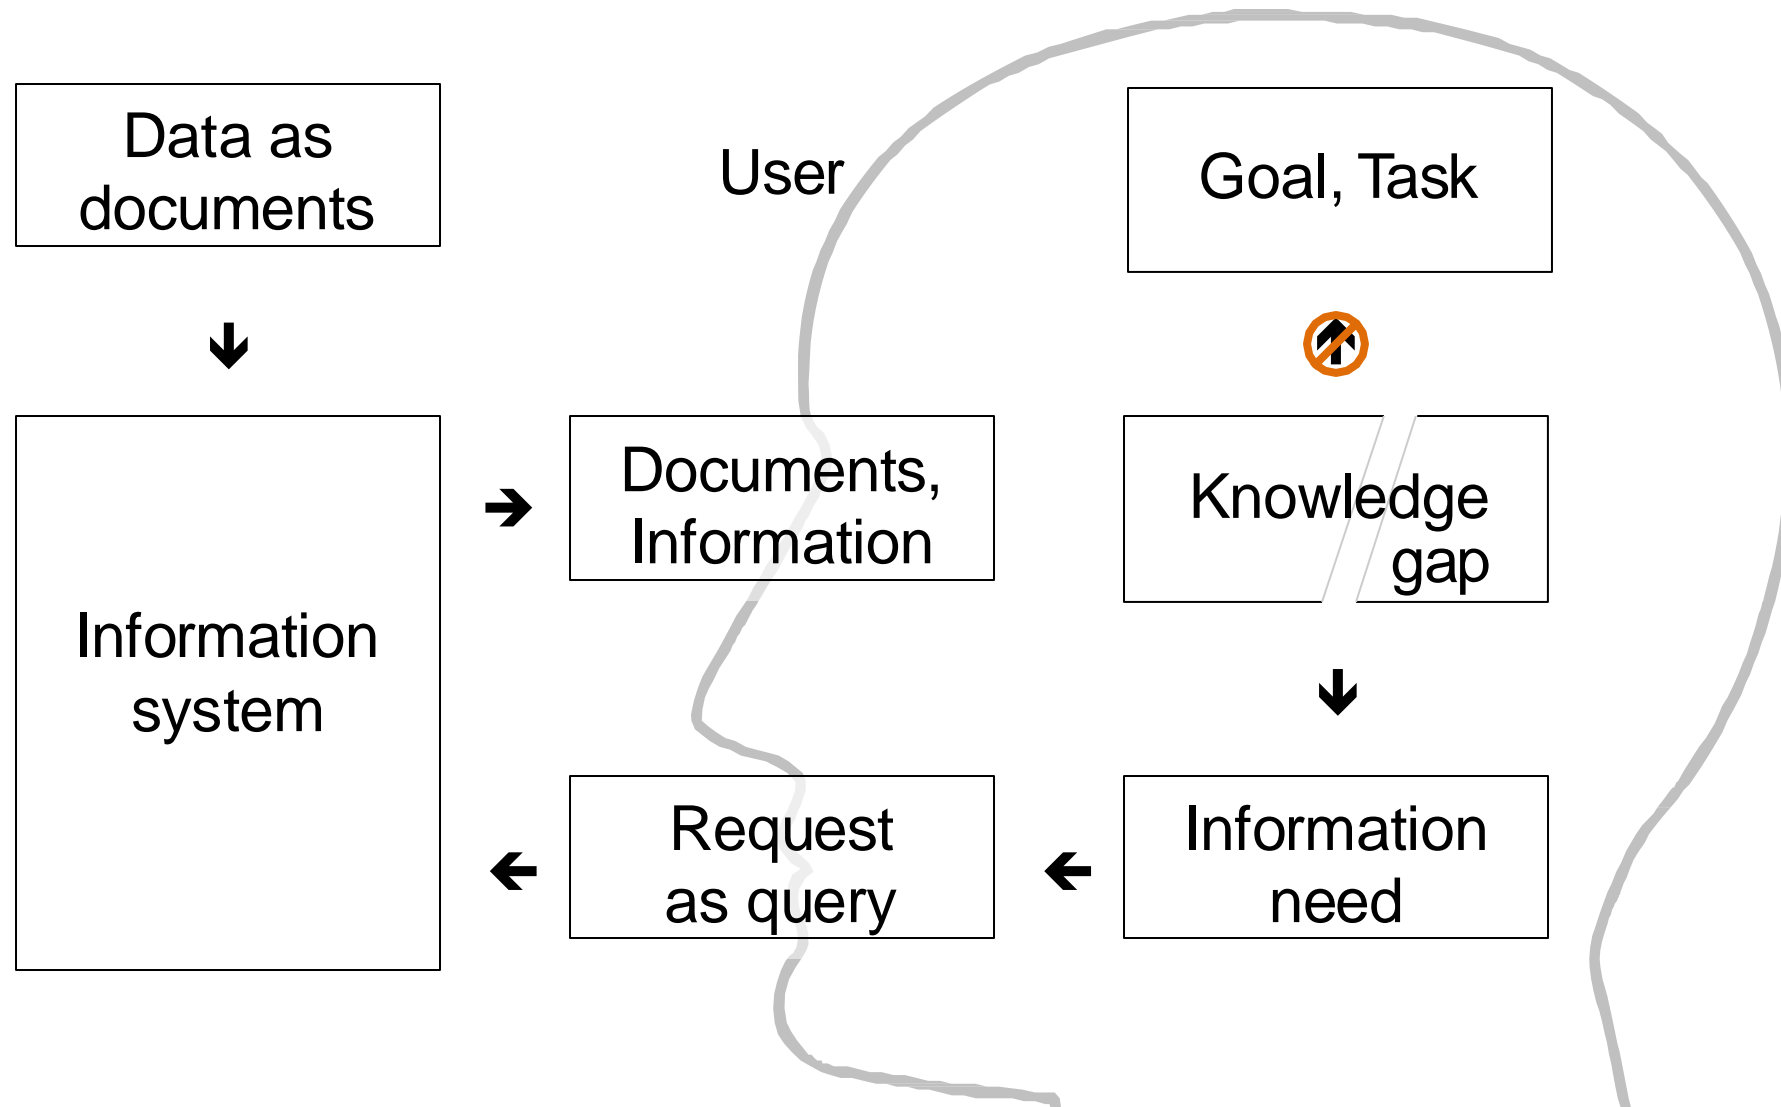 Data as
documents
User
Goal, Task
Documents,
Information
Knowledge
gap
Information
system
Request
as query
Information
need